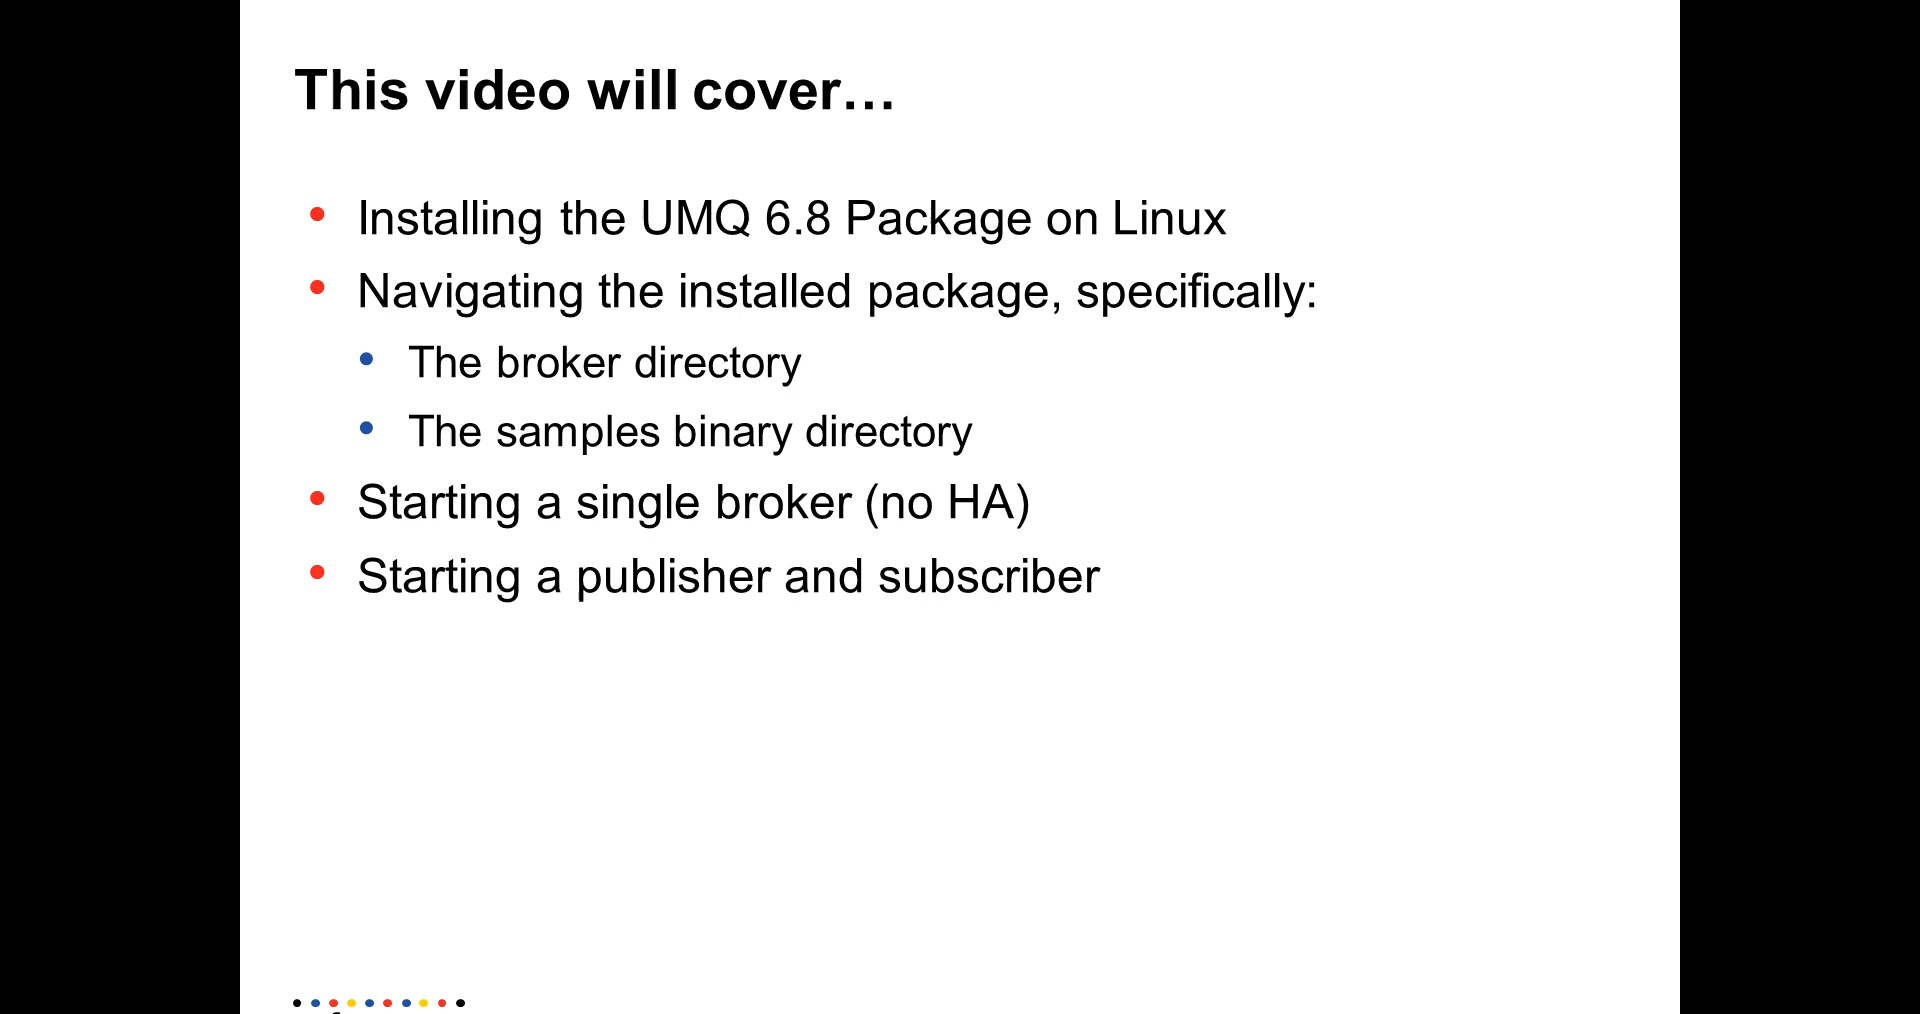 This video will cover…
• Installing the UMQ 6.8 Package on Linux
• Navigating the installed package, specifically:
• The broker directory
• The samples binary directory
• Starting a single broker (no HA)
• Starting a publisher and subscriber